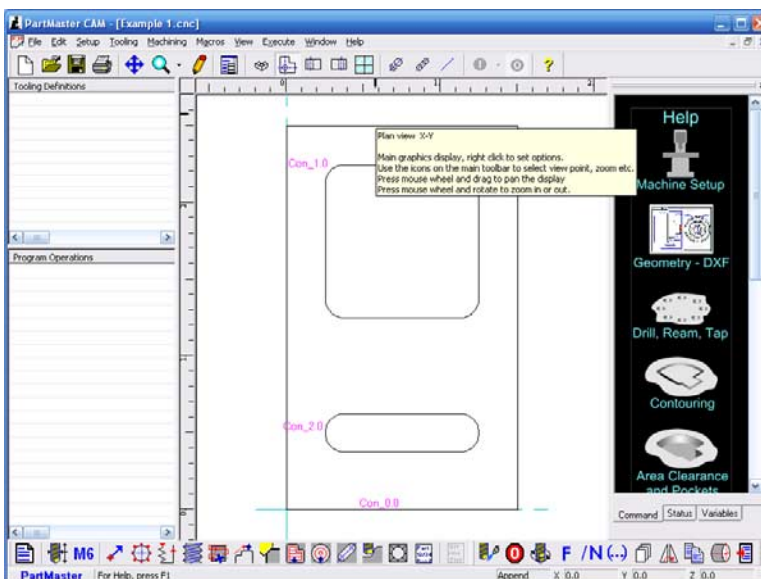 PartMaster CAM - [Example 1.cnc]
File Edit Setup Tooling Machining Macros View Execute Window Help
Tooling Definitions
Program Operations
Plan view X-Y
Main graphics display, right click to set options.
Use the icons on the main toolbar to select view point, zoom etc.
Press mouse wheel and drag to pan the display
Press mouse wheel and rotate to zoom in or out.
Con_1.0
Con_2.0
Con_0.0
Help
Machine Setup
Geometry - DXF
Drill, Ream, Tap
Contouring
Area Clearance
and Pockets
Command Status Variables
M6 F /N (..)
PartMaster For Help, press F1 Append X 0.0 Y 0.0 Z 0.0